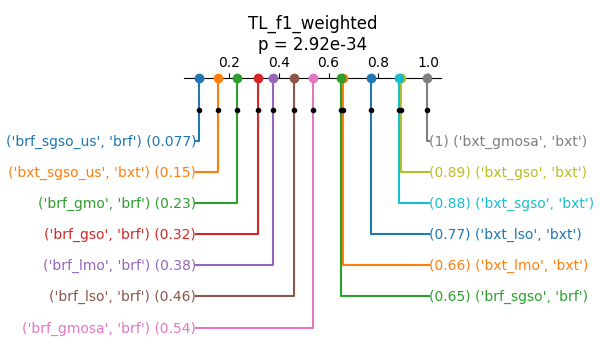 TL_f1_weighted
p = 2.92e-34
0.2 0.4 0.6 0.8 1.0
('brf_sgso_us', 'brf') (0.077)
(1) ('bxt_gmosa', 'bxt')
('bxt_sgso_us', 'bxt') (0.15)
(0.89) ('bxt_gso', 'bxt')
('brf_gmo', 'brf') (0.23)
(0.88) ('bxt_sgso', 'bxt')
('brf_gso', 'brf') (0.32)
(0.77) ('bxt_lso', 'bxt')
('brf_lmo', 'brf') (0.38)
(0.66) ('bxt_lmo', 'bxt')
('brf_lso', 'brf') (0.46)
(0.65) ('brf_sgso', 'brf')
('brf_gmosa', 'brf') (0.54)